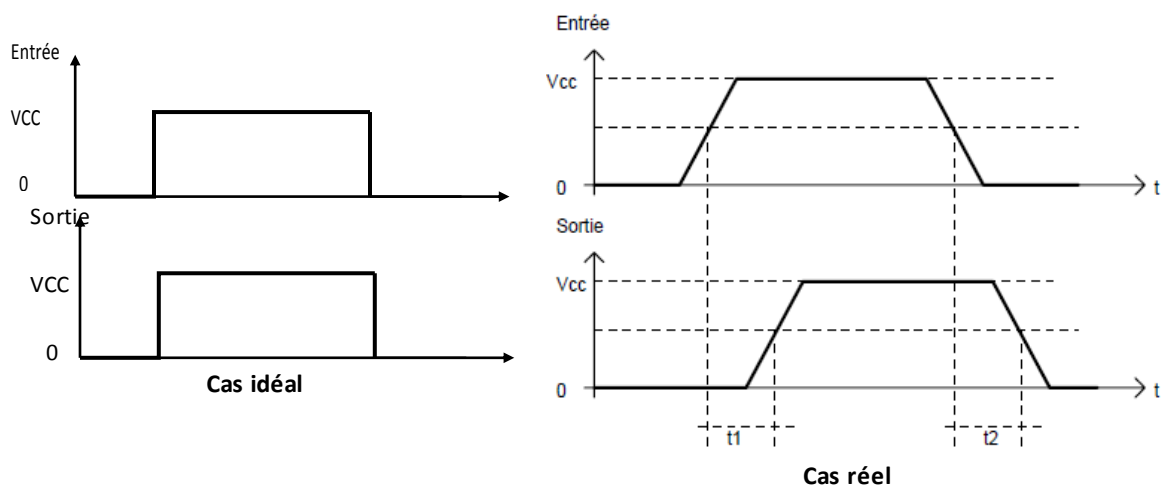 Entrée
VCC
0
Sortie
VCC
0
Cas idéal
Entrée
Vcc
0
t
Sortie
Vcc
0
t
t1
t2
Cas réel